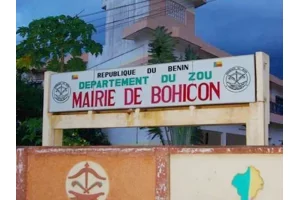 REPUBLIQUE DU BENIN
DEPARTEMENT DU ZOU
MAIRIE DE BOHICON